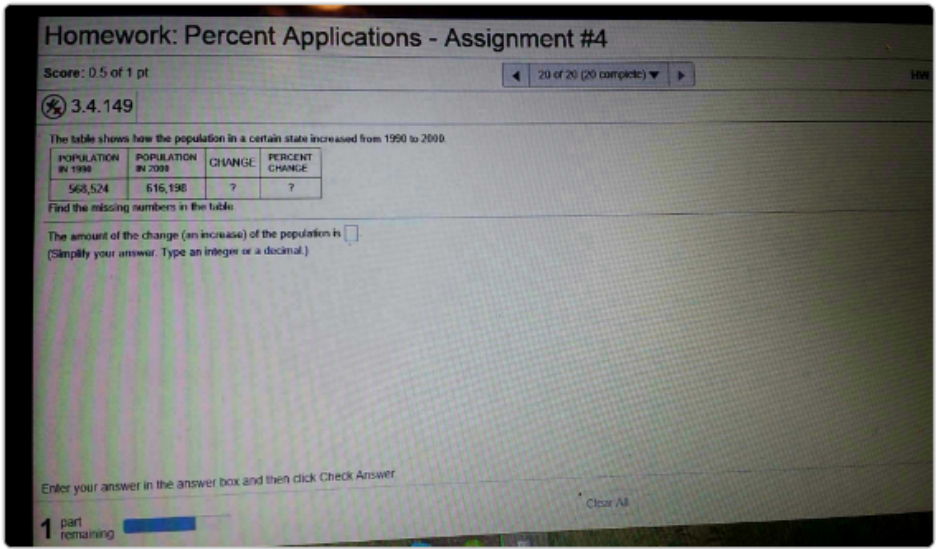 Homework: Percent Applications - Assignment #4
Score: 0.5 of 1 pt
20 of 20 (20 complete)
HW
3.4.149
The table shows how the population in a certain state increased from 1990 to 2000.
POPULATION IN 1990
POPULATION IN 2000
CHANGE
PERCENT CHANGE
568,524
616,198
?
?
Find the missing numbers in the table.
The amount of the change (an increase) of the population is
(Simplify your answer. Type an integer or a decimal.)
Enter your answer in the answer box and then click Check Answer
Clear All
1 part remaining